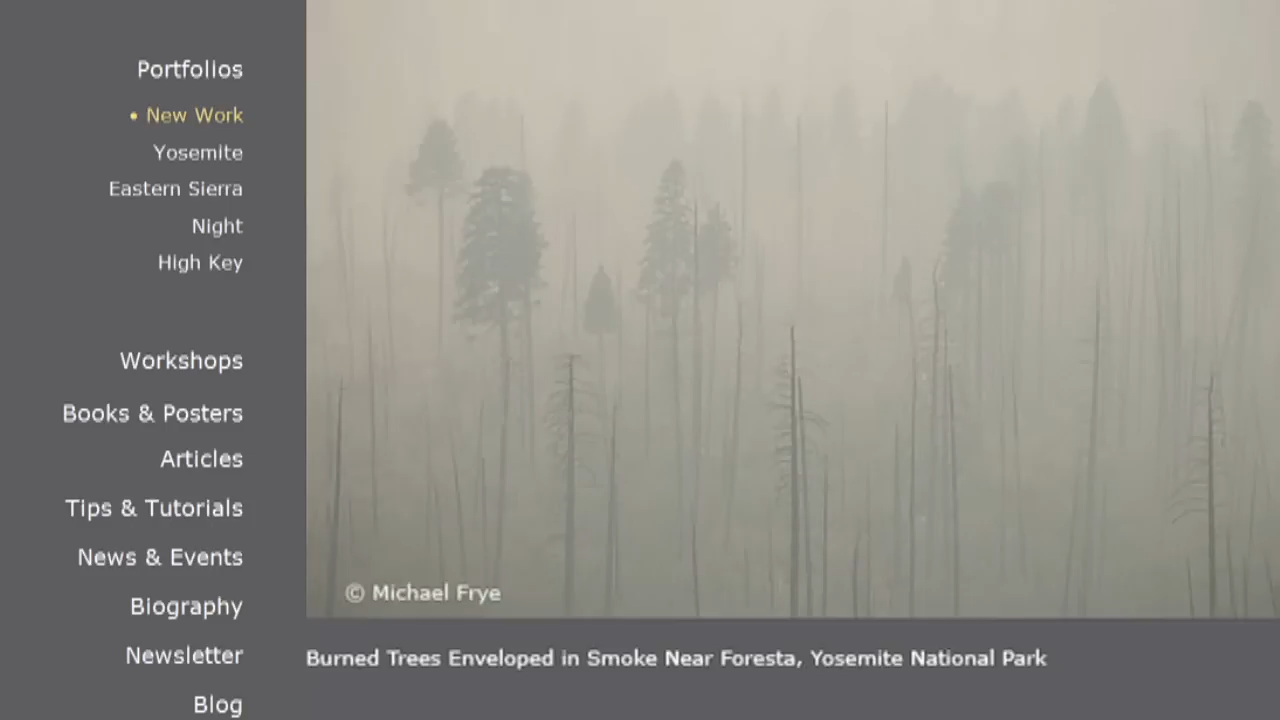 Portfolios
• New Work
Yosemite
Eastern Sierra
Night
High Key
Workshops
Books & Posters
Articles
Tips & Tutorials
News & Events
Biography
Newsletter
Blog
© Michael Frye
Burned Trees Enveloped in Smoke Near Foresta, Yosemite National Park